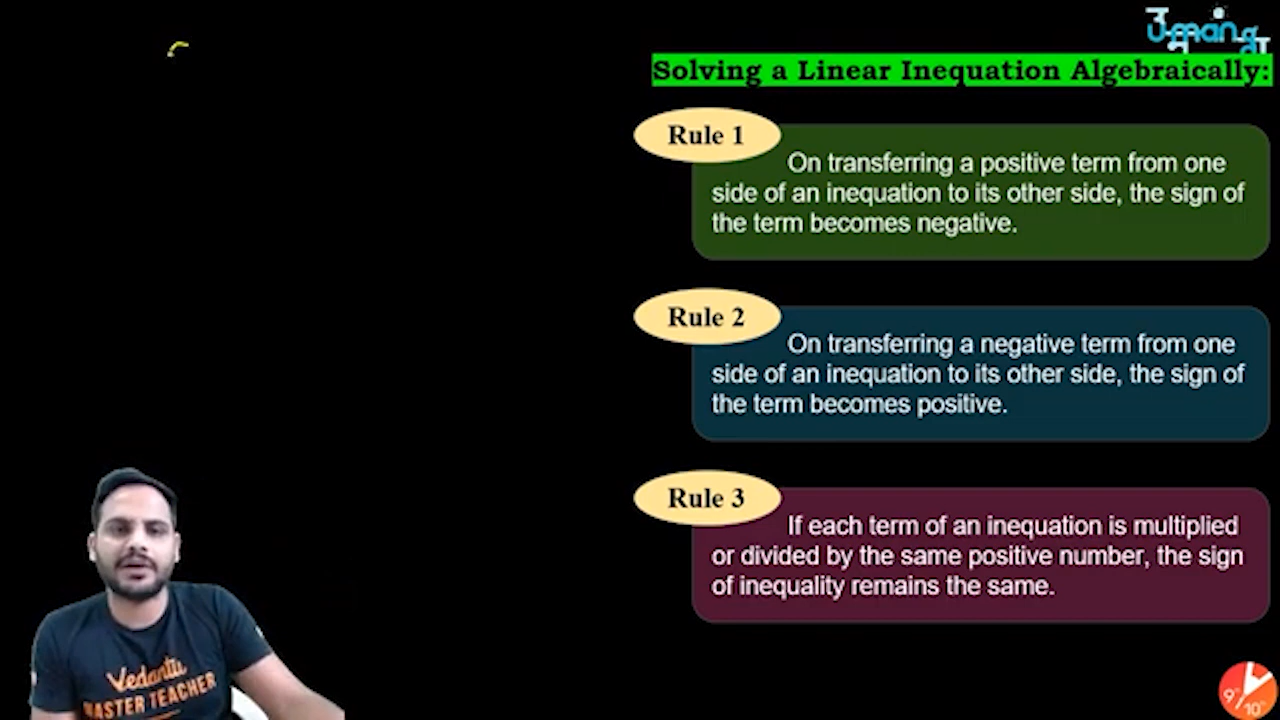 उmaंng
Solving a Linear Inequation Algebraically:
Rule 1
On transferring a positive term from one
side of an inequation to its other side, the sign of
the term becomes negative.
Rule 2
On transferring a negative term from one
side of an inequation to its other side, the sign of
the term becomes positive.
Rule 3
If each term of an inequation is multiplied
or divided by the same positive number, the sign
of inequality remains the same.
Vedantu
MASTER TEACHER
9th/10th